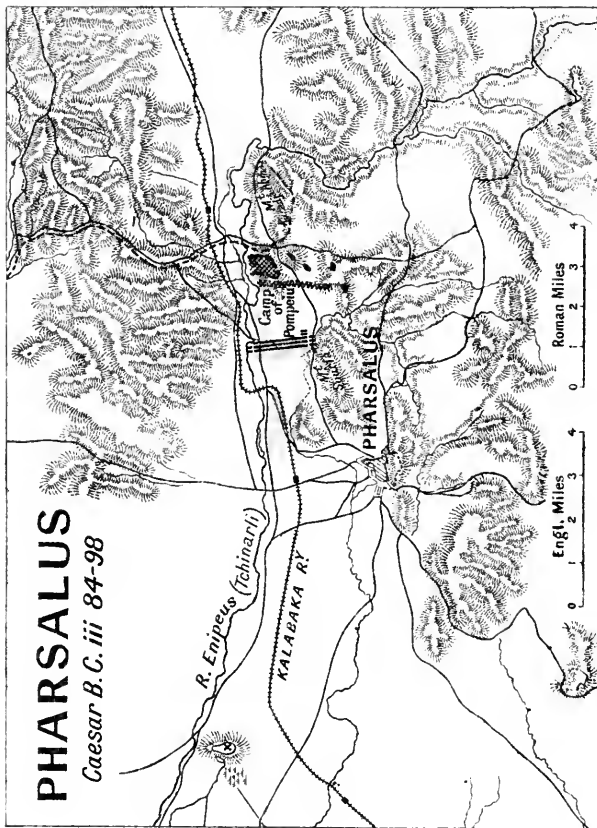 PHARSALUS
Caesar B.C. iii 84-98
R. Enipeus (Tchinarli)
KALABAKA RY
Camp
of
Pompeius
Mt
PHARSALUS
Engl. Miles
0 1 2 3 4
Roman Miles
0 1 2 3 4